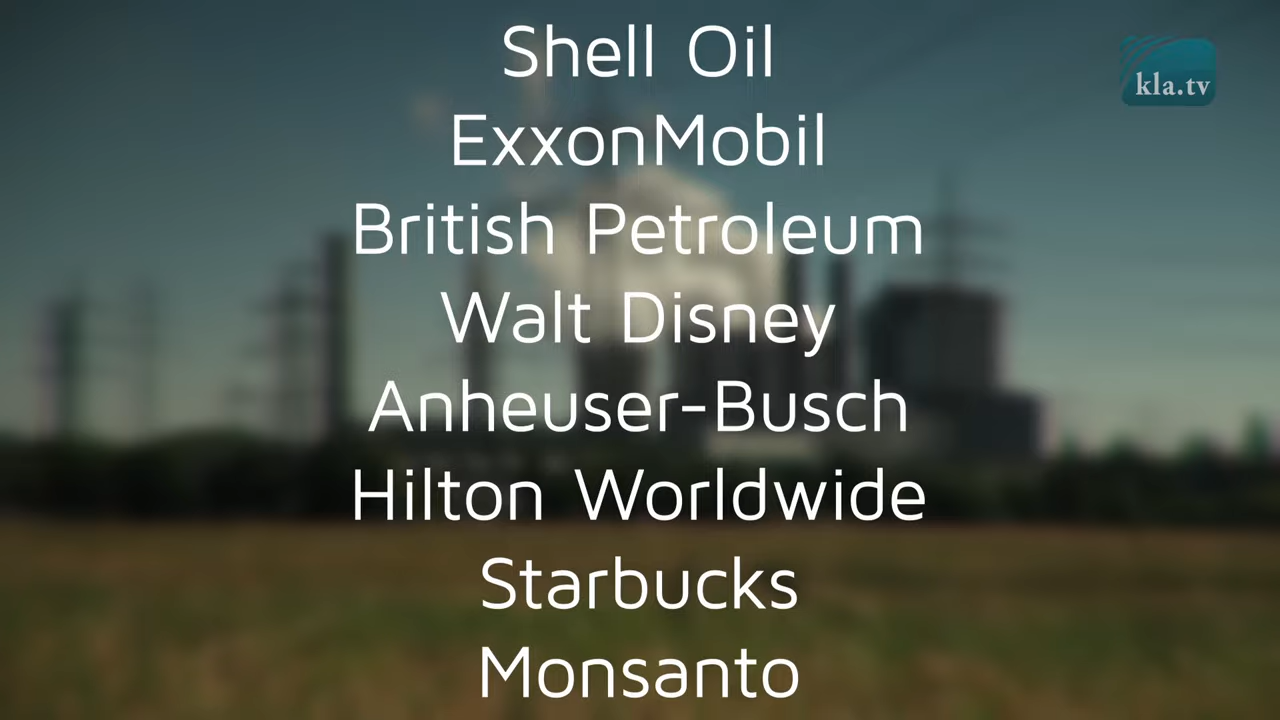 Shell Oil
kla.tv
ExxonMobil
British Petroleum
Walt Disney
Anheuser-Busch
Hilton Worldwide
Starbucks
Monsanto